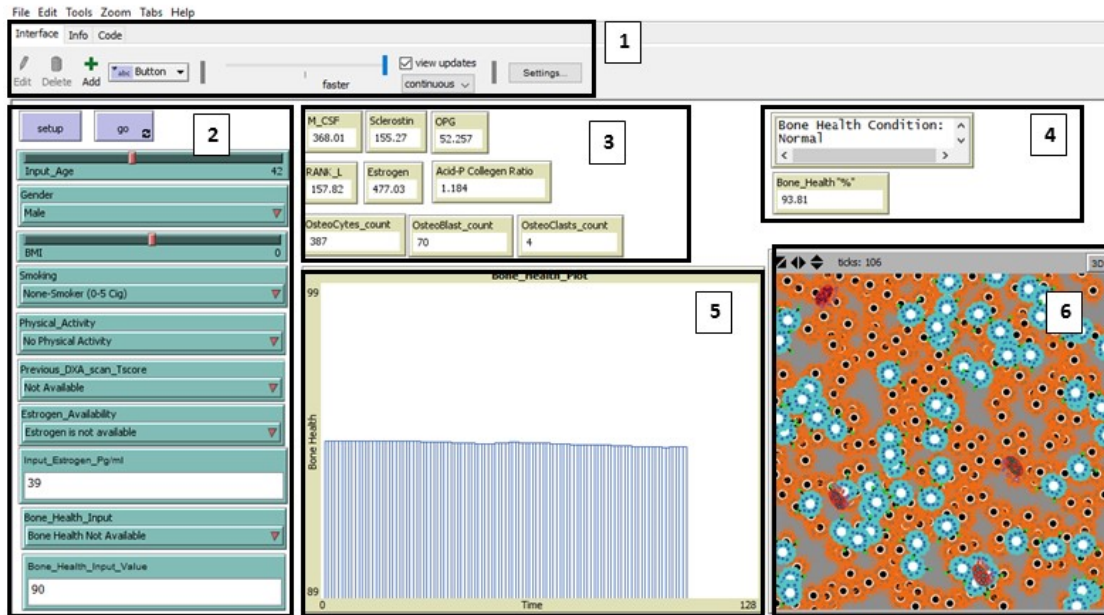 File Edit Tools Zoom Tabs Help
Interface Info Code
1
Edit Delete Add
abc Button
faster
view updates
continuous
Settings...
2
setup
go
Input_Age 42
Gender
Male
BMI 0
Smoking
None-Smoker (0-5 Cig)
Physical_Activity
No Physical Activity
Previous_DXA_scan_Tscore
Not Available
Estrogen_Availability
Estrogen is not available
Input_Estrogen_Pg/ml
39
Bone_Health_Input
Bone Health Not Available
Bone_Health_Input_Value
90
3
M_CSF
368.01
Sclerostin
155.27
OPG
52.257
RANK_L
157.82
Estrogen
477.03
Acid-P Collegen Ratio
1.184
OsteoCytes_count
387
OsteoBlast_count
70
OsteoClasts_count
4
4
Bone Health Condition:
Normal
Bone_Health"%"
93.81
Bone_Health_Plot
5
99
Bone Health
89
0 Time 128
ticks: 106
3D
6